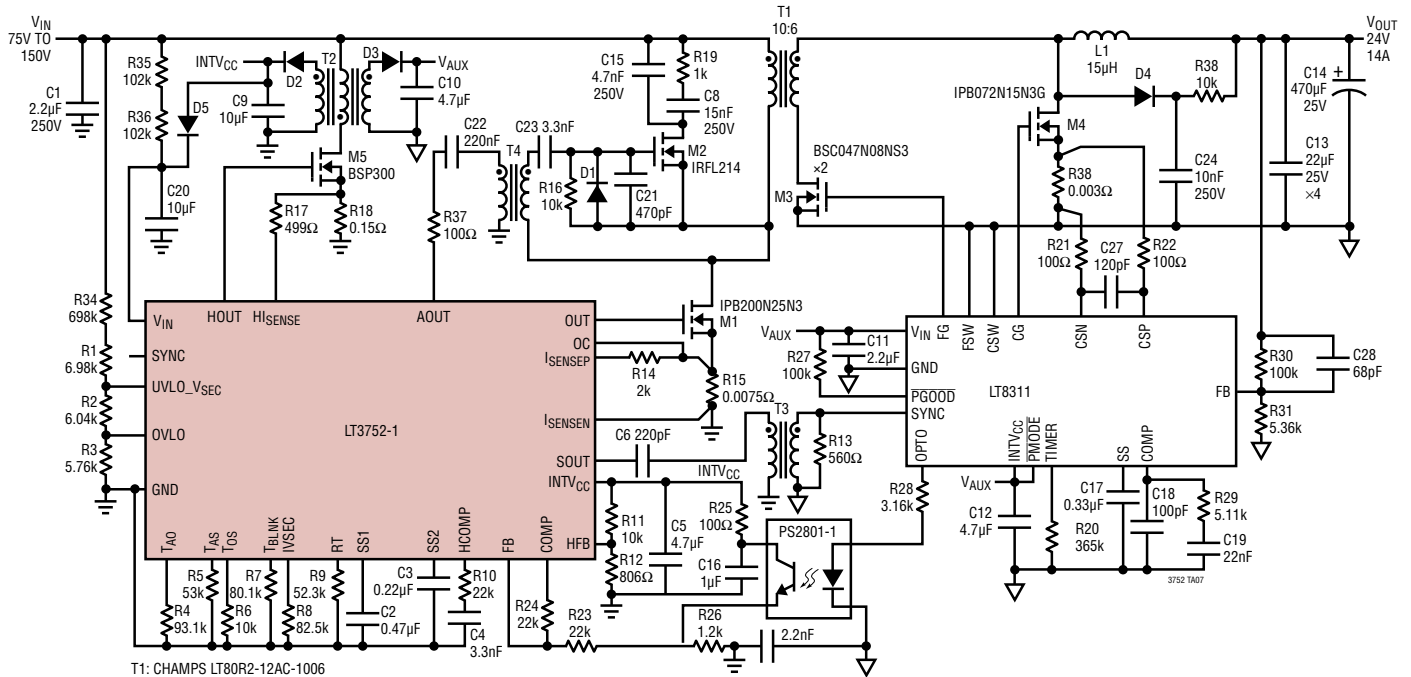 VIN
75V TO
150V
C1
2.2µF
250V
R35
102k
R36
102k
D5
C20
10µF
INTVCC
D2
T2
C9
10µF
D3
VAUX
C10
4.7µF
M5
BSP300
R17
499Ω
R18
0.15Ω
C22
220nF
R37
100Ω
T4
C23 3.3nF
R16
10k
D1
C21
470pF
C15
4.7nF
250V
R19
1k
C8
15nF
250V
M2
IRFL214
T1
10:6
L1
15µH
VOUT
24V
14A
IPB072N15N3G
M4
D4
R38
10k
C14
470µF
25V
+
C13
22µF
25V
×4
C24
10nF
250V
R38
0.003Ω
BSC047N08NS3
×2
M3
R21
100Ω
C27
120pF
R22
100Ω
R34
698k
R1
6.98k
R2
6.04k
R3
5.76k
VIN
SYNC
UVLO_VSEC
OVLO
GND
HOUT
HISENSE
AOUT
LT3752-1
OUT
OC
ISENSEP
ISENSEN
SOUT
INTVCC
HFB
TAO
TAS
TOS
TBLNK
IVSEC
RT
SS1
SS2
HCOMP
FB
COMP
IPB200N25N3
M1
R14
2k
R15
0.0075Ω
C6 220pF
T3
R13
560Ω
INTVCC
R25
100Ω
R11
10k
R12
806Ω
C5
4.7µF
C16
1µF
PS2801-1
R28
3.16k
VAUX
R27
100k
C11
2.2µF
VIN
GND
PGOOD
SYNC
OPTO
FG
FSW
CSW
CG
CSN
CSP
LT8311
FB
INTVCC
PMODE
TIMER
SS
COMP
R30
100k
C28
68pF
R31
5.36k
VAUX
C12
4.7µF
R20
365k
C17
0.33µF
C18
100pF
R29
5.11k
C19
22nF
3752 TA07
R4
93.1k
R5
53k
R6
10k
R7
80.1k
R8
82.5k
R9
52.3k
C2
0.47µF
C3
0.22µF
R10
22k
C4
3.3nF
R24
22k
R23
22k
R26
1.2k
2.2nF
T1: CHAMPS LT80R2-12AC-1006